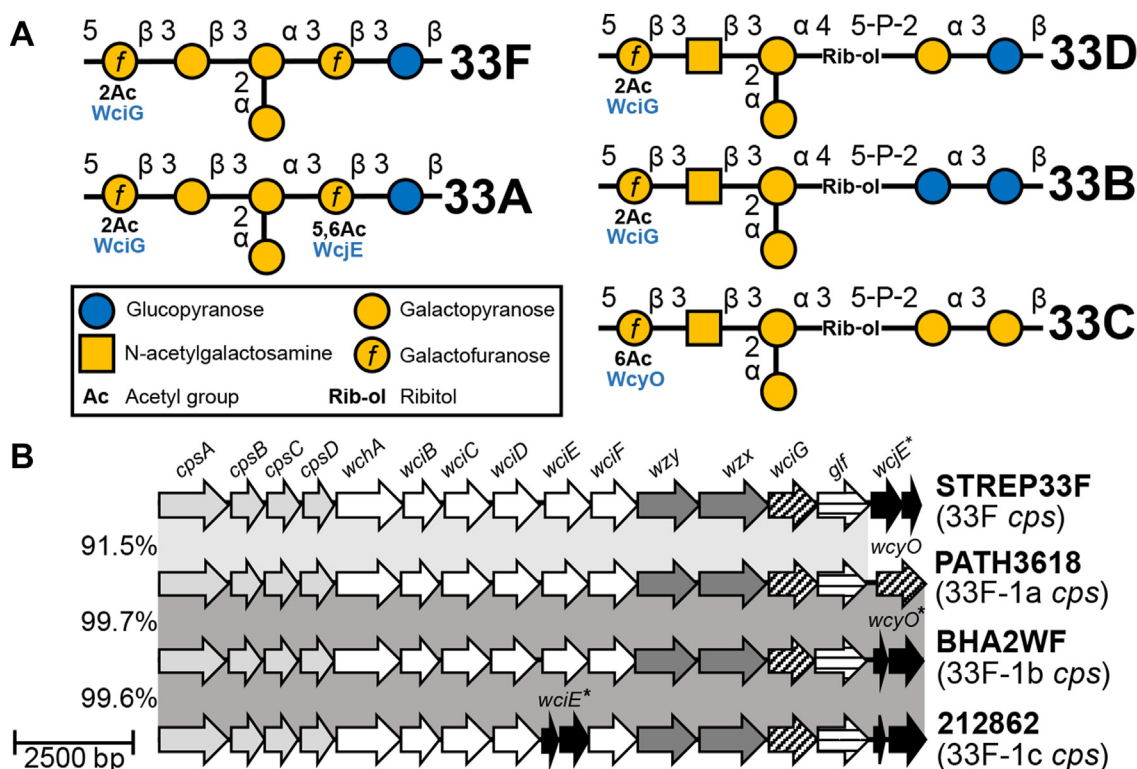 A
5 β 3 β 3 α 3 β 3 β
f f
33F
2Ac
WciG
2
α
5 β 3 β 3 α 4 5-P-2 α 3 β
f Rib-ol
33D
2Ac
WciG
2
α
5 β 3 β 3 α 3 β 3 β
f f
33A
2Ac
WciG
2
α
5,6Ac
WcjE
5 β 3 β 3 α 4 5-P-2 α 3 β
f Rib-ol
33B
2Ac
WciG
2
α
Glucopyranose
Galactopyranose
N-acetylgalactosamine
f Galactofuranose
Ac Acetyl group
Rib-ol Ribitol
5 β 3 β 3 α 3 5-P-2 α 3 β
f Rib-ol
33C
6Ac
WcyO
2
α
B
cpsA cpsB cpsC cpsD wchA wciB wciC wciD wciE wciF wzy wzx wciG glf wcjE*
STREP33F
(33F cps)
91.5%
wcyO
PATH3618
(33F-1a cps)
99.7%
wcyO*
BHA2WF
(33F-1b cps)
99.6%
wciE*
212862
(33F-1c cps)
2500 bp